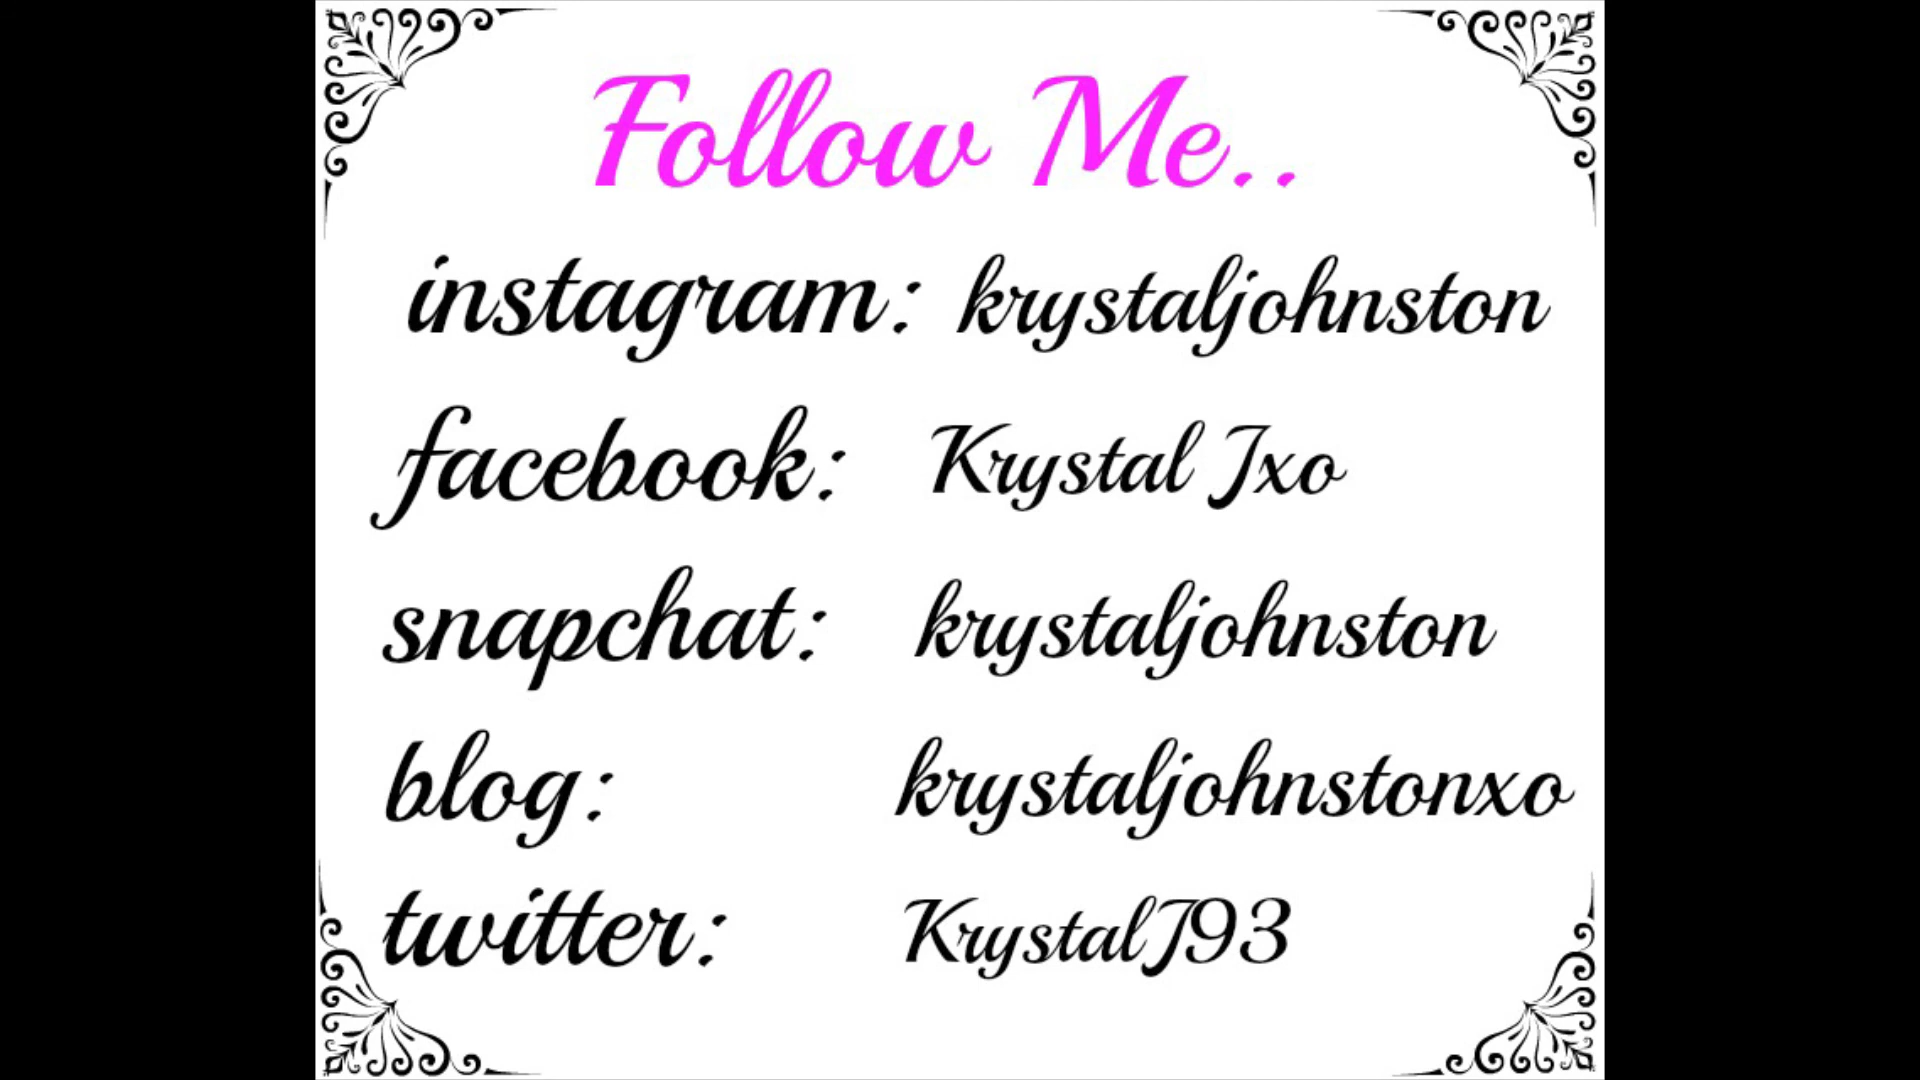 Follow Me..
instagram: krystaljohnston
facebook: Krystal Jxo
snapchat: krystaljohnston
blog: krystaljohnstonxo
twitter: KrystalJ93